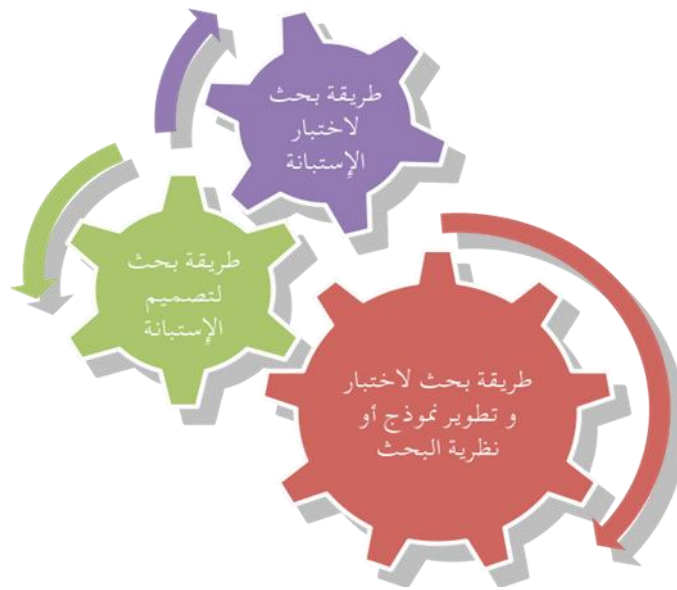 طريقة بحث
لاختبار
الإستبانة
طريقة بحث
لتصميم
الإستبانة
طريقة بحث لاختبار
و تطوير نموذج أو
نظرية البحث